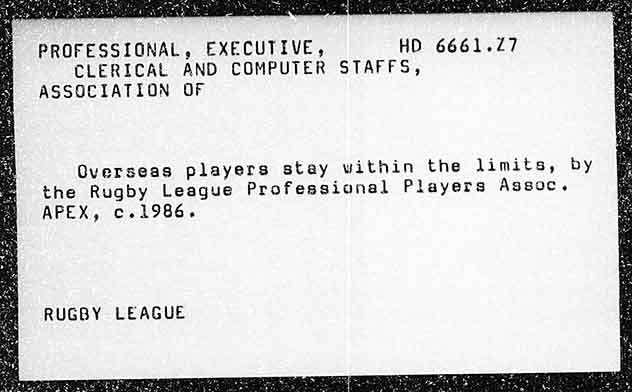 PROFESSIONAL, EXECUTIVE, HD 6661.Z7
CLERICAL AND COMPUTER STAFFS,
ASSOCIATION OF
Overseas players stay within the limits, by
the Rugby League Professional Players Assoc.
APEX, c.1986.
RUGBY LEAGUE